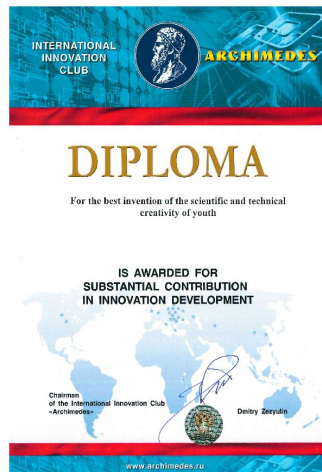 INTERNATIONAL
INNOVATION
CLUB
ARCHIMEDES
DIPLOMA
For the best invention of the scientific and technical
creativity of youth
IS AWARDED FOR
SUBSTANTIAL CONTRIBUTION
IN INNOVATION DEVELOPMENT
Chairman
of the International Innovation Club
«Archimedes»
Dmitry Zezyulin
www.archimedes.ru